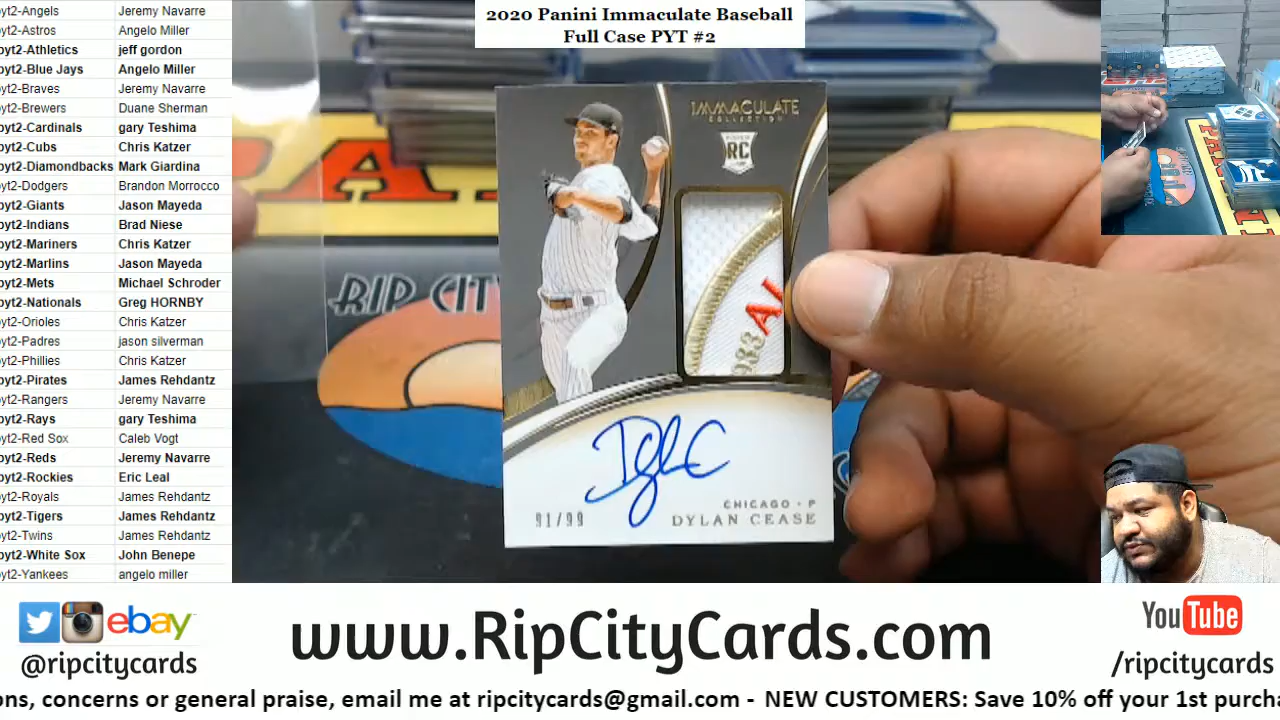 2020 Panini Immaculate Baseball
Full Case PYT #2
pyt2-Angels Jeremy Navarre
pyt2-Astros Angelo Miller
pyt2-Athletics jeff gordon
pyt2-Blue Jays Angelo Miller
pyt2-Braves Jeremy Navarre
pyt2-Brewers Duane Sherman
pyt2-Cardinals gary Teshima
pyt2-Cubs Chris Katzer
pyt2-Diamondbacks Mark Giardina
pyt2-Dodgers Brandon Morrocco
pyt2-Giants Jason Mayeda
pyt2-Indians Brad Niese
pyt2-Mariners Chris Katzer
pyt2-Marlins Jason Mayeda
pyt2-Mets Michael Schroder
pyt2-Nationals Greg HORNBY
pyt2-Orioles Chris Katzer
pyt2-Padres jason silverman
pyt2-Phillies Chris Katzer
pyt2-Pirates James Rehdantz
pyt2-Rangers Jeremy Navarre
pyt2-Rays gary Teshima
pyt2-Red Sox Caleb Vogt
pyt2-Reds Jeremy Navarre
pyt2-Rockies Eric Leal
pyt2-Royals James Rehdantz
pyt2-Tigers James Rehdantz
pyt2-Twins James Rehdantz
pyt2-White Sox John Benepe
pyt2-Yankees angelo miller
IMMACULATE
COLLECTION
RC
RIP CIT
CHICAGO - P
91/99 DYLAN CEASE
ebay
@ripcitycards
www.RipCityCards.com
YouTube
/ripcitycards
ons, concerns or general praise, email me at ripcitycards@gmail.com - NEW CUSTOMERS: Save 10% off your 1st purcha